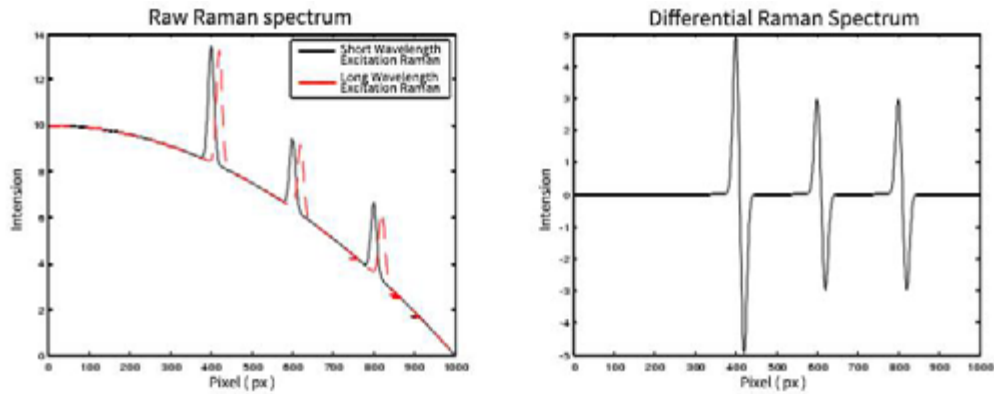 Raw Raman spectrum
Short Wavelength
Excitation Raman
Long Wavelength
Excitation Raman
14
12
10
8
6
4
2
0
Intension
0 100 200 300 400 500 600 700 800 900 1000
Pixel ( px )
Differential Raman Spectrum
5
4
3
2
1
0
-1
-2
-3
-4
-5
Intension
0 100 200 300 400 500 600 700 800 900 1000
Pixel ( px )